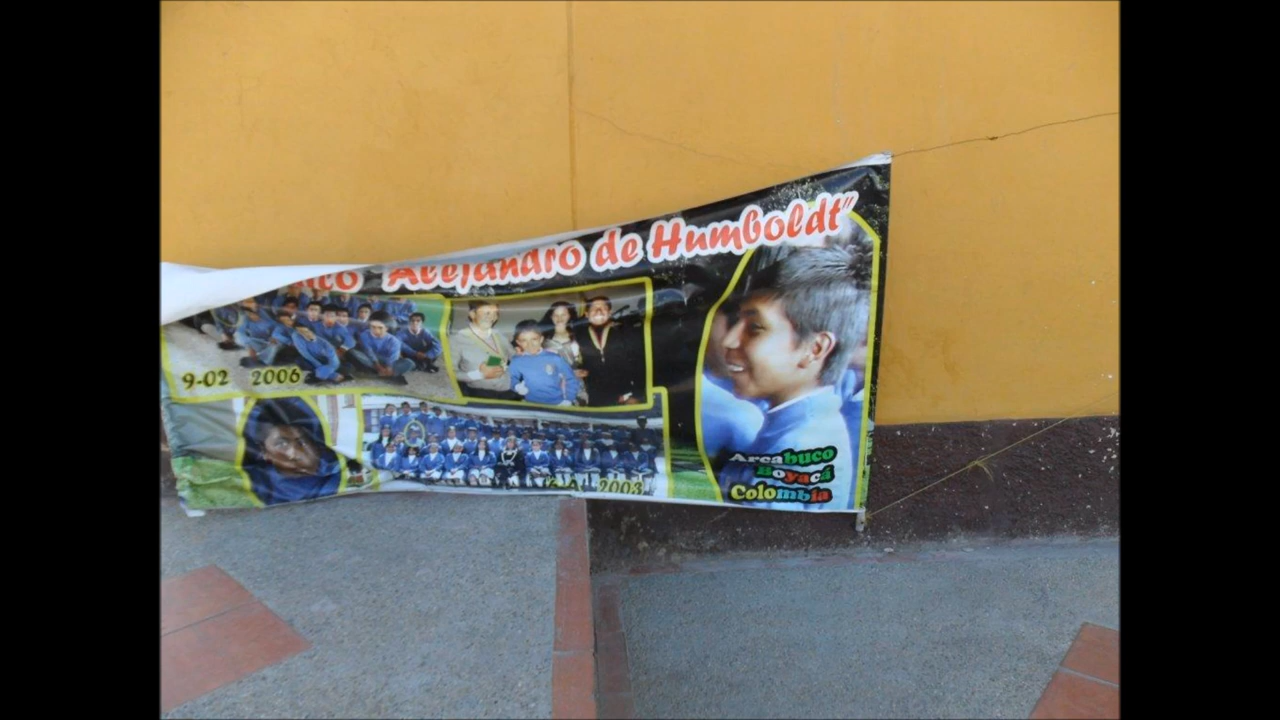 "Alejandro de Humboldt"
9-02 2006
2003
Arcabuco
Boyacá
Colombia